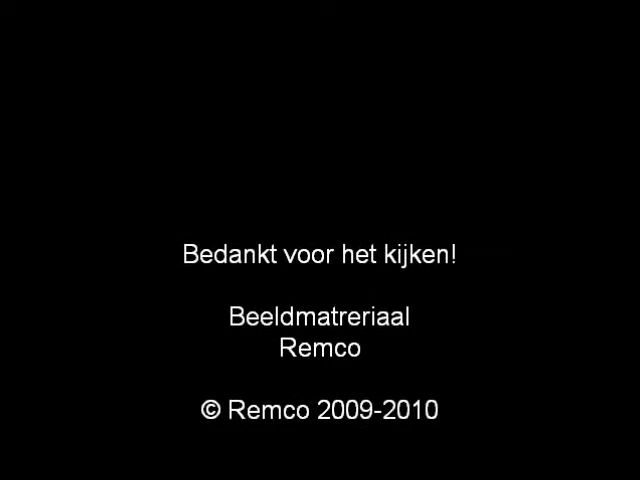 Bedankt voor het kijken!
Beeldmatreriaal
Remco
© Remco 2009-2010